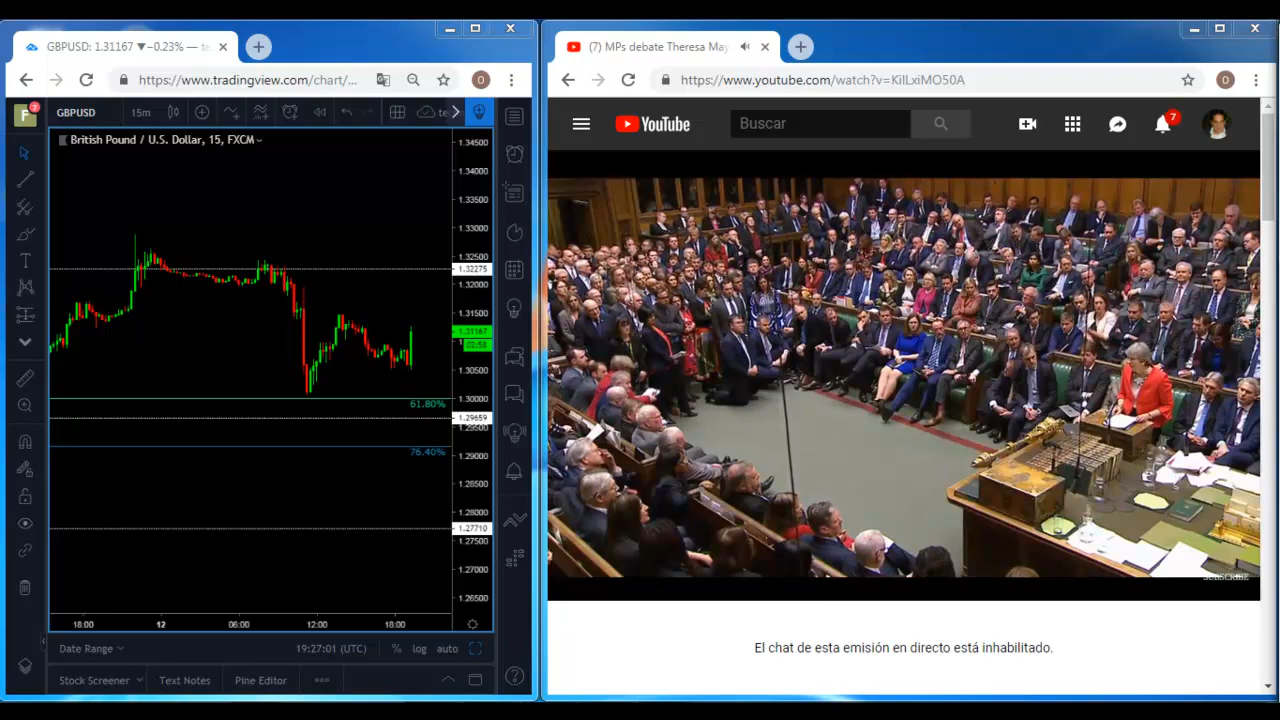 GBPUSD: 1.31167 ▼−0.23% — t
https://www.tradingview.com/chart/...
O
F
7
GBPUSD
15m
te
British Pound / U.S. Dollar, 15, FXCM
1.34500
1.34000
1.33500
1.33000
1.32500
1.32275
1.32000
1.31500
1.31167
02:58
1.30500
1.30000
61.80%
1.29659
1.29500
76.40%
1.29000
1.28500
1.28000
1.27710
1.27500
1.27000
1.26500
18:00
12
06:00
12:00
18:00
Date Range
19:27:01 (UTC)
%
log
auto
Stock Screener
Text Notes
Pine Editor
(7) MPs debate Theresa May
https://www.youtube.com/watch?v=KilLxiMO50A
O
YouTube
Buscar
7
SUBSCRIBE
El chat de esta emisión en directo está inhabilitado.